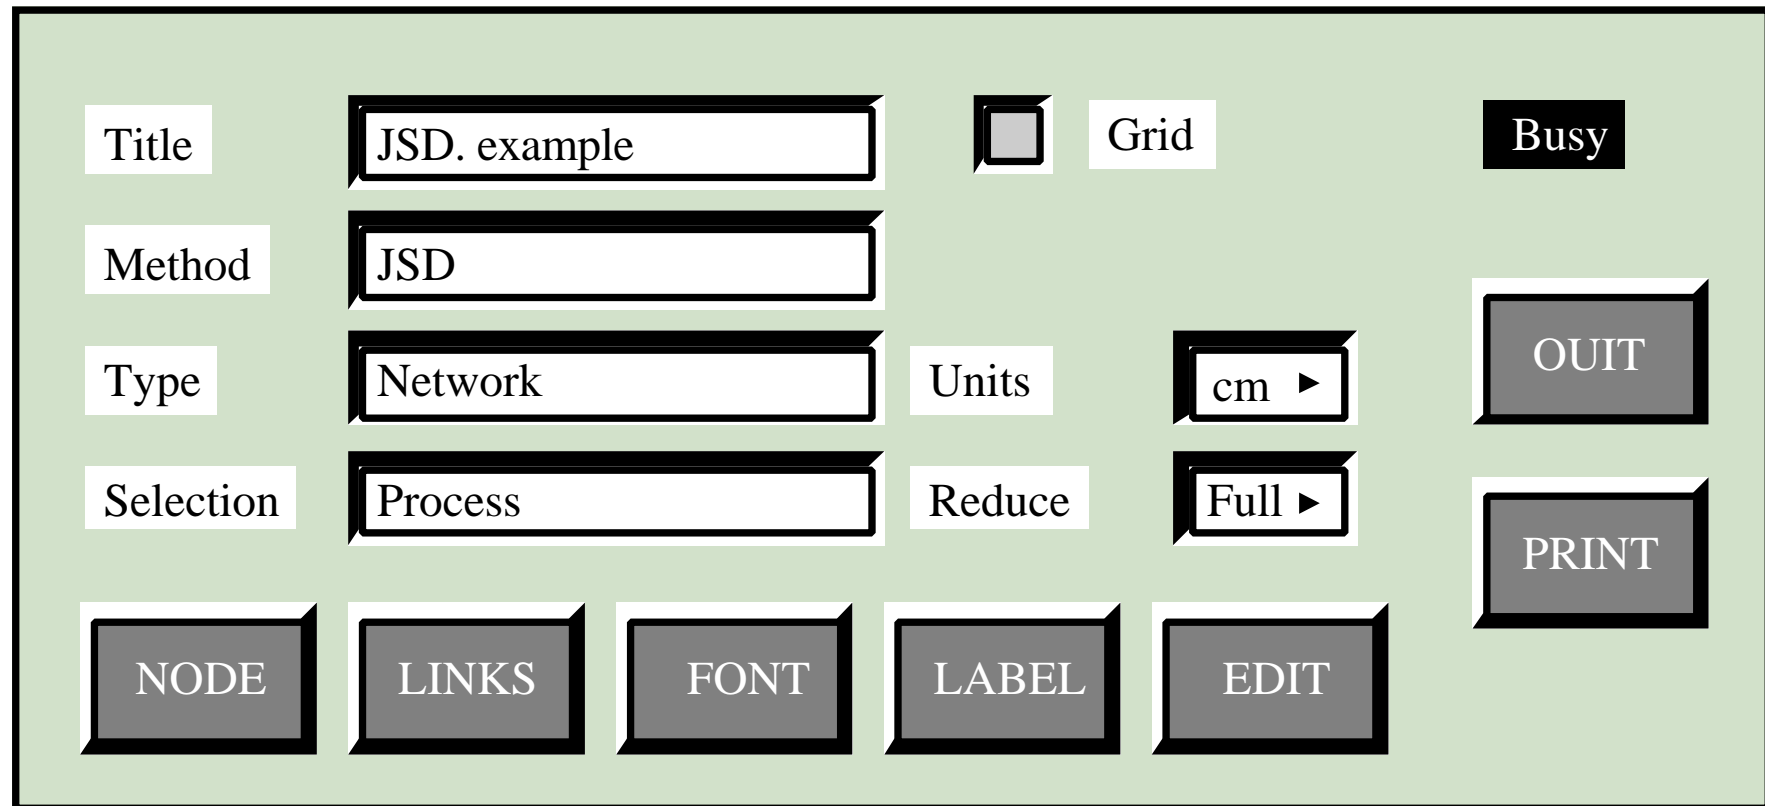 Title JSD. example Grid Busy
Method JSD
Type Network Units cm OUIT
Selection Process Reduce Full PRINT
NODE LINKS FONT LABEL EDIT